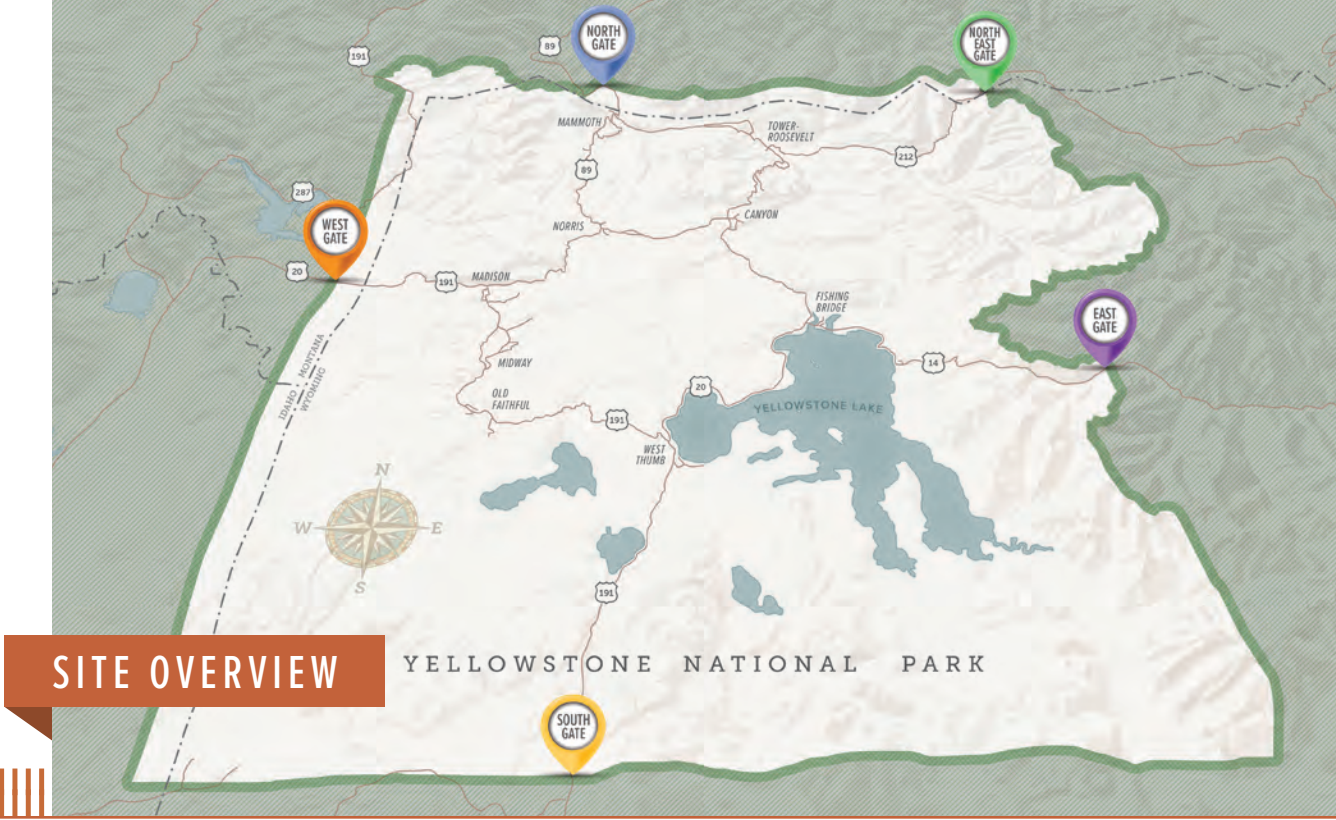 NORTH
GATE
NORTH
EAST
GATE
89
191
MAMMOTH
TOWER-
ROOSEVELT
212
89
287
WEST
GATE
NORRIS
CANYON
20
191
MADISON
FISHING
BRIDGE
EAST
GATE
IDAHO
MONTANA
WYOMING
MIDWAY
14
OLD
FAITHFUL
20
YELLOWSTONE LAKE
191
WEST
THUMB
N
W
E
S
191
SITE OVERVIEW
YELLOWSTONE NATIONAL PARK
SOUTH
GATE